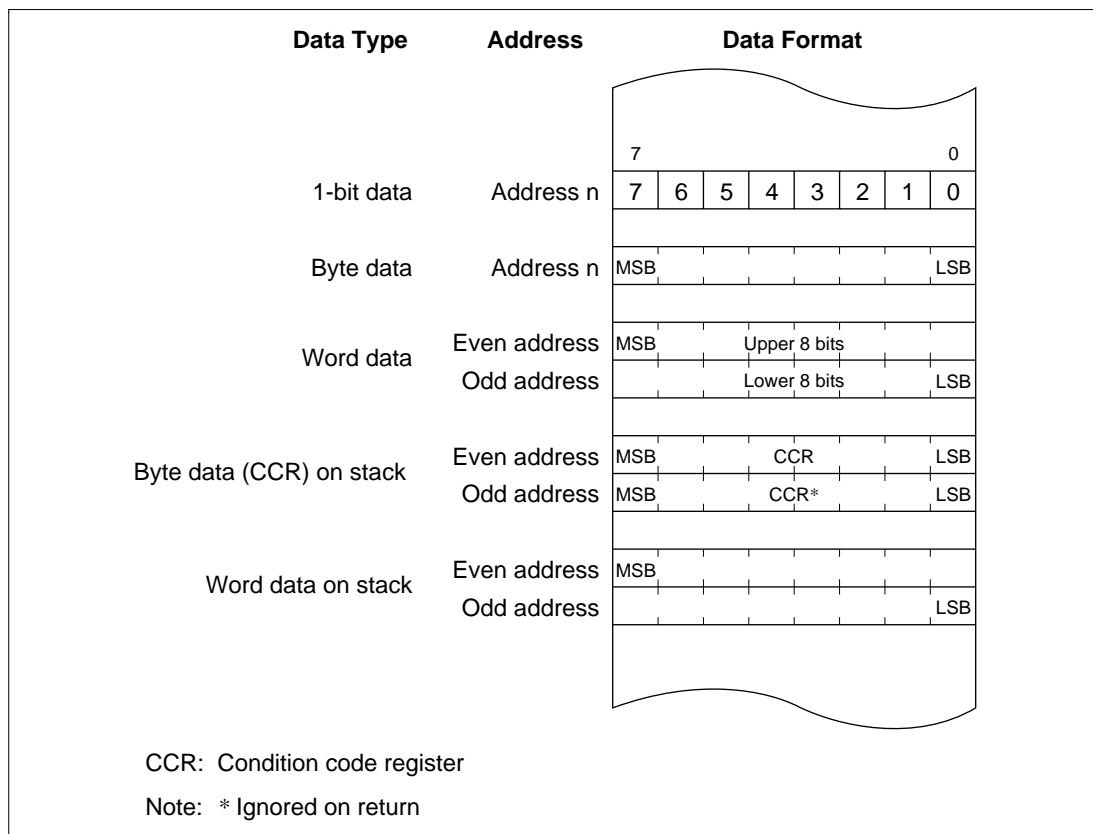 Data Type Address Data Format
7 0
1-bit data Address n 7 6 5 4 3 2 1 0
Byte data Address n MSB LSB
Word data
Even address MSB Upper 8 bits
Odd address Lower 8 bits LSB
Byte data (CCR) on stack
Even address MSB CCR LSB
Odd address MSB CCR* LSB
Word data on stack
Even address MSB
Odd address LSB
CCR: Condition code register
Note: * Ignored on return